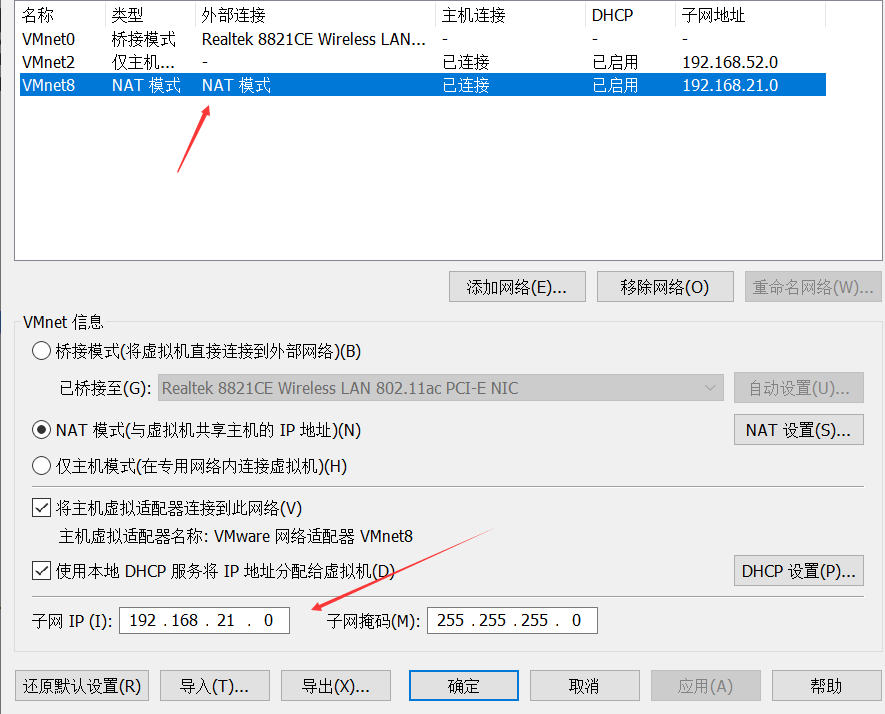 名称 类型 外部连接 主机连接 DHCP 子网地址
VMnet0 桥接模式 Realtek 8821CE Wireless LAN... - - -
VMnet2 仅主机... - 已连接 已启用 192.168.52.0
VMnet8 NAT 模式 NAT 模式 已连接 已启用 192.168.21.0
添加网络(E)... 移除网络(O) 重命名网络(W)...
VMnet 信息
桥接模式(将虚拟机直接连接到外部网络)(B)
已桥接至(G): Realtek 8821CE Wireless LAN 802.11ac PCI-E NIC 自动设置(U)...
NAT 模式(与虚拟机共享主机的 IP 地址)(N) NAT 设置(S)...
仅主机模式(在专用网络内连接虚拟机)(H)
将主机虚拟适配器连接到此网络(V)
主机虚拟适配器名称: VMware 网络适配器 VMnet8
使用本地 DHCP 服务将 IP 地址分配给虚拟机(D) DHCP 设置(P)...
子网 IP (I): 192 . 168 . 21 . 0 子网掩码(M): 255 . 255 . 255 . 0
还原默认设置(R) 导入(T)... 导出(X)... 确定 取消 应用(A) 帮助